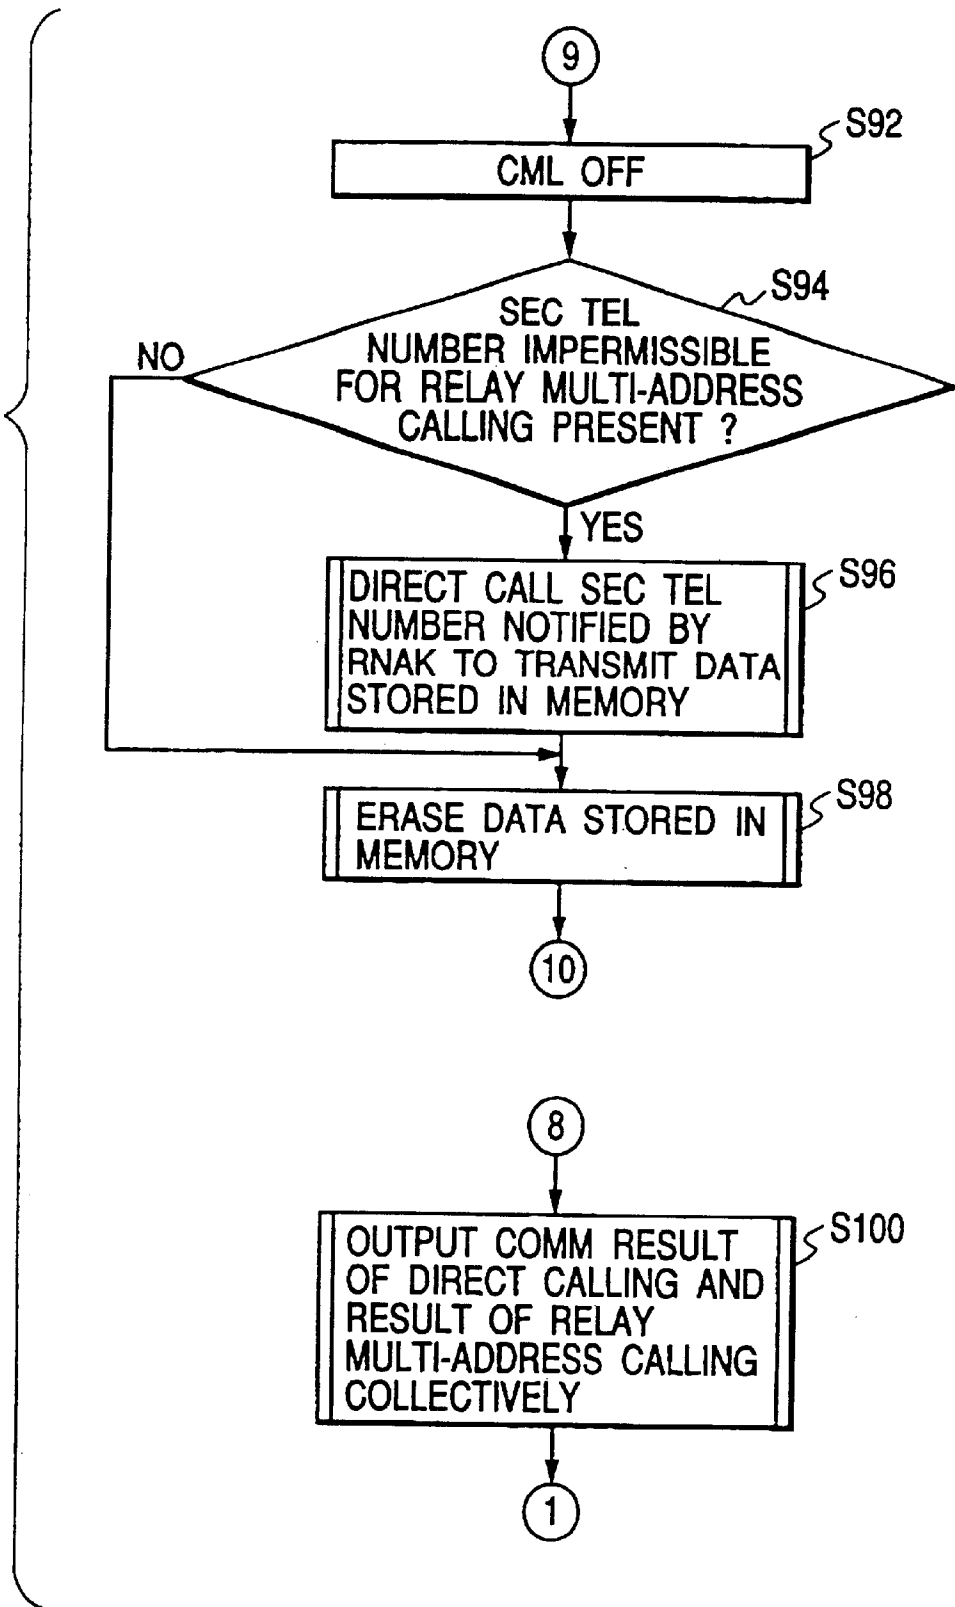 9
S92
CML OFF
S94
SEC TEL
NUMBER IMPERMISSIBLE
FOR RELAY MULTI-ADDRESS
CALLING PRESENT ?
NO
YES
S96
DIRECT CALL SEC TEL
NUMBER NOTIFIED BY
RNAK TO TRANSMIT DATA
STORED IN MEMORY
S98
ERASE DATA STORED IN
MEMORY
10
8
S100
OUTPUT COMM RESULT
OF DIRECT CALLING AND
RESULT OF RELAY
MULTI-ADDRESS CALLING
COLLECTIVELY
1